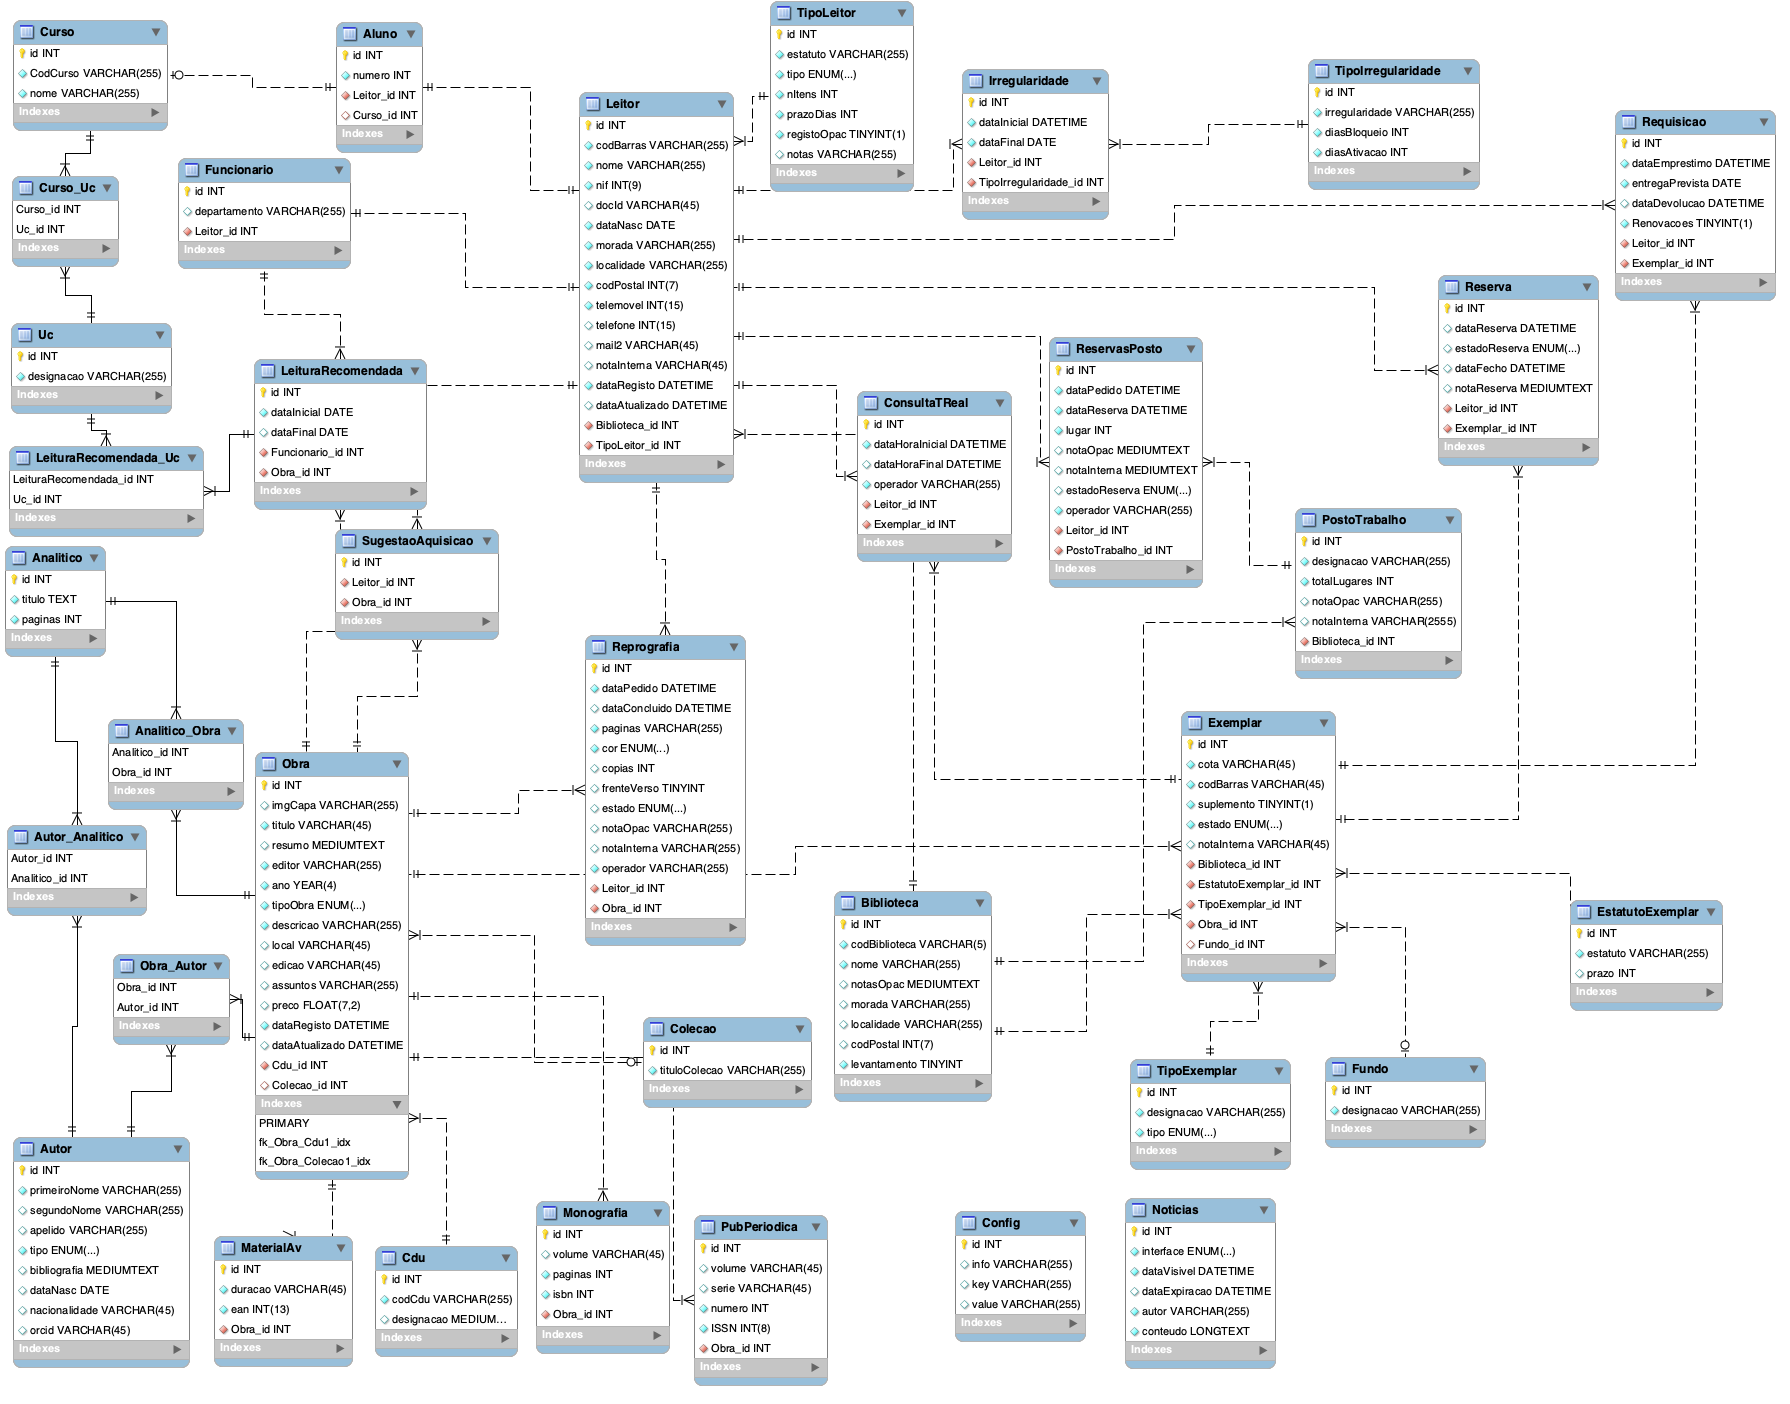 Curso
id INT
CodCurso VARCHAR(255)
nome VARCHAR(255)
Indexes
Aluno
id INT
numero INT
Leitor_id INT
Curso_id INT
Indexes
TipoLeitor
id INT
estatuto VARCHAR(255)
tipo ENUM(...)
nItens INT
prazoDias INT
registoOpac TINYINT(1)
notas VARCHAR(255)
Indexes
Leitor
id INT
codBarras VARCHAR(255)
nome VARCHAR(255)
nif INT(9)
docId VARCHAR(45)
dataNasc DATE
morada VARCHAR(255)
localidade VARCHAR(255)
codPostal INT(7)
telemovel INT(15)
telefone INT(15)
mail2 VARCHAR(45)
notaInterna VARCHAR(45)
dataRegisto DATETIME
dataAtualizado DATETIME
Biblioteca_id INT
TipoLeitor_id INT
Indexes
Irregularidade
id INT
dataInicial DATETIME
dataFinal DATE
Leitor_id INT
TipoIrregularidade_id INT
Indexes
TipoIrregularidade
id INT
irregularidade VARCHAR(255)
diasBloqueio INT
diasAtivacao INT
Indexes
Requisicao
id INT
dataEmprestimo DATETIME
entregaPrevista DATE
dataDevolucao DATETIME
Renovacoes TINYINT(1)
Leitor_id INT
Exemplar_id INT
Indexes
Curso_Uc
Curso_id INT
Uc_id INT
Indexes
Funcionario
id INT
departamento VARCHAR(255)
Leitor_id INT
Indexes
Reserva
id INT
dataReserva DATETIME
estadoReserva ENUM(...)
dataFecho DATETIME
notaReserva MEDIUMTEXT
Leitor_id INT
Exemplar_id INT
Indexes
Uc
id INT
designacao VARCHAR(255)
Indexes
LeituraRecomendada
id INT
dataInicial DATE
dataFinal DATE
Funcionario_id INT
Obra_id INT
Indexes
ReservasPosto
id INT
dataPedido DATETIME
dataReserva DATETIME
lugar INT
notaOpac MEDIUMTEXT
notaInterna MEDIUMTEXT
estadoReserva ENUM(...)
operador VARCHAR(255)
Leitor_id INT
PostoTrabalho_id INT
Indexes
ConsultaTReal
id INT
dataHoraInicial DATETIME
dataHoraFinal DATETIME
operador VARCHAR(255)
Leitor_id INT
Exemplar_id INT
Indexes
LeituraRecomendada_Uc
LeituraRecomendada_id INT
Uc_id INT
Indexes
PostoTrabalho
id INT
designacao VARCHAR(255)
totalLugares INT
notaOpac VARCHAR(255)
notaInterna VARCHAR(2555)
Biblioteca_id INT
Indexes
SugestaoAquisicao
id INT
Leitor_id INT
Obra_id INT
Indexes
Analitico
id INT
titulo TEXT
paginas INT
Indexes
Reprografia
id INT
dataPedido DATETIME
dataConcluido DATETIME
paginas VARCHAR(255)
cor ENUM(...)
copias INT
frenteVerso TINYINT
estado ENUM(...)
notaOpac VARCHAR(255)
notaInterna VARCHAR(255)
operador VARCHAR(255)
Leitor_id INT
Obra_id INT
Indexes
Analitico_Obra
Analitico_id INT
Obra_id INT
Indexes
Exemplar
id INT
cota VARCHAR(45)
codBarras VARCHAR(45)
suplemento TINYINT(1)
estado ENUM(...)
notaInterna VARCHAR(45)
Biblioteca_id INT
EstatutoExemplar_id INT
TipoExemplar_id INT
Obra_id INT
Fundo_id INT
Indexes
Obra
id INT
imgCapa VARCHAR(255)
titulo VARCHAR(45)
resumo MEDIUMTEXT
editor VARCHAR(255)
ano YEAR(4)
tipoObra ENUM(...)
descricao VARCHAR(255)
local VARCHAR(45)
edicao VARCHAR(45)
assuntos VARCHAR(255)
preco FLOAT(7,2)
dataRegisto DATETIME
dataAtualizado DATETIME
Cdu_id INT
Colecao_id INT
Indexes
PRIMARY
fk_Obra_Cdu1_idx
fk_Obra_Colecao1_idx
Autor_Analitico
Autor_id INT
Analitico_id INT
Indexes
Biblioteca
id INT
codBiblioteca VARCHAR(5)
nome VARCHAR(255)
notasOpac MEDIUMTEXT
morada VARCHAR(255)
localidade VARCHAR(255)
codPostal INT(7)
levantamento TINYINT
Indexes
EstatutoExemplar
id INT
estatuto VARCHAR(255)
prazo INT
Indexes
Obra_Autor
Obra_id INT
Autor_id INT
Indexes
Colecao
id INT
tituloColecao VARCHAR(255)
Indexes
TipoExemplar
id INT
designacao VARCHAR(255)
tipo ENUM(...)
Indexes
Fundo
id INT
designacao VARCHAR(255)
Indexes
Autor
id INT
primeiroNome VARCHAR(255)
segundoNome VARCHAR(255)
apelido VARCHAR(255)
tipo ENUM(...)
bibliografia MEDIUMTEXT
dataNasc DATE
nacionalidade VARCHAR(45)
orcid VARCHAR(45)
Indexes
MaterialAv
id INT
duracao VARCHAR(45)
ean INT(13)
Obra_id INT
Indexes
Cdu
id INT
codCdu VARCHAR(255)
designacao MEDIUM...
Indexes
Monografia
id INT
volume VARCHAR(45)
paginas INT
isbn INT
Obra_id INT
Indexes
PubPeriodica
id INT
volume VARCHAR(45)
serie VARCHAR(45)
numero INT
ISSN INT(8)
Obra_id INT
Indexes
Config
id INT
info VARCHAR(255)
key VARCHAR(255)
value VARCHAR(255)
Indexes
Noticias
id INT
interface ENUM(...)
dataVisivel DATETIME
dataExpiracao DATETIME
autor VARCHAR(255)
conteudo LONGTEXT
Indexes